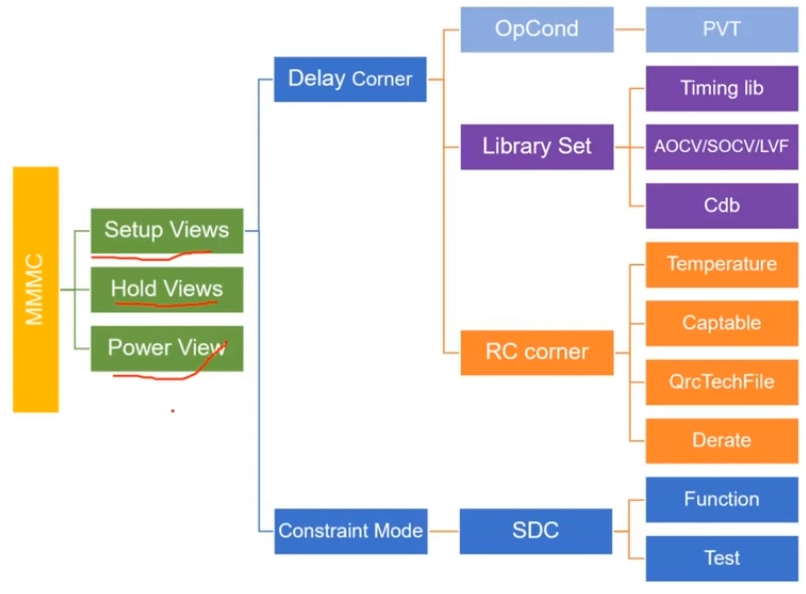 MMMC
Setup Views
Hold Views
Power View
Delay Corner
Constraint Mode
OpCond
Library Set
RC corner
SDC
PVT
Timing lib
AOCV/SOCV/LVF
Cdb
Temperature
Captable
QrcTechFile
Derate
Function
Test